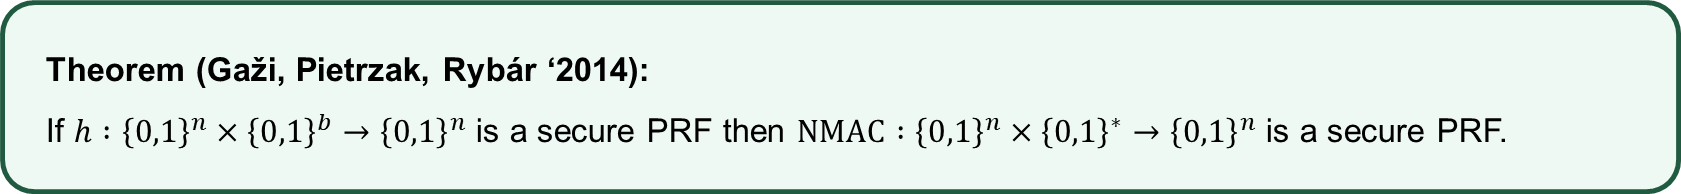 Theorem (Gaži, Pietrzak, Rybár ‘2014):
If ℎ : {0,1}ⁿ × {0,1}ᵇ → {0,1}ⁿ is a secure PRF then NMAC : {0,1}ⁿ × {0,1}* → {0,1}ⁿ is a secure PRF.